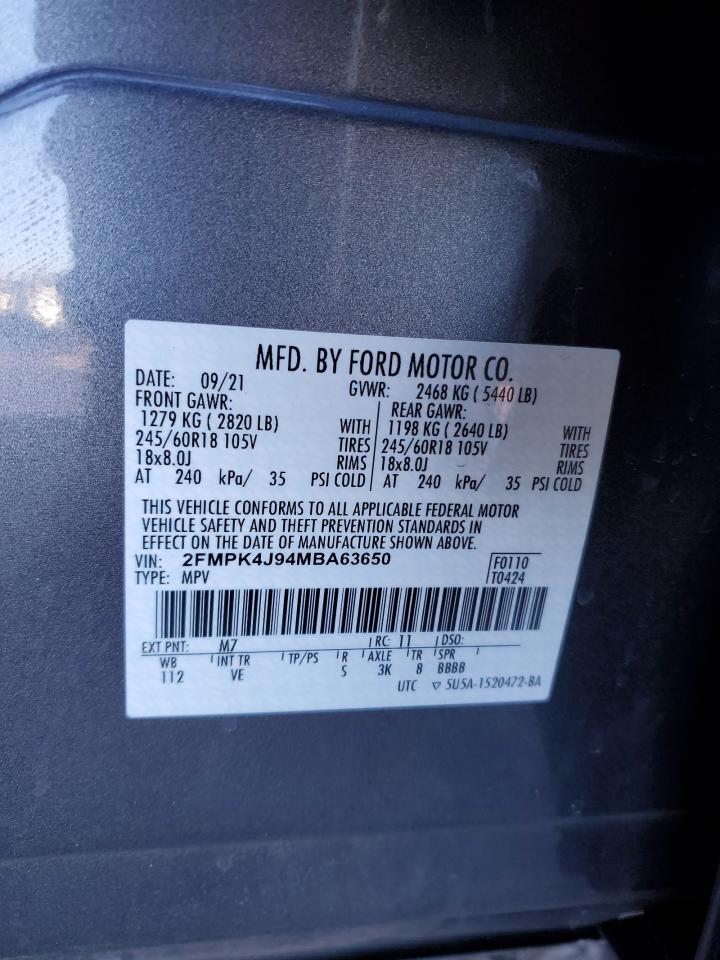 MFD. BY FORD MOTOR CO.
DATE: 09/21 GVWR: 2468 KG ( 5440 LB)
FRONT GAWR: REAR GAWR:
1279 KG ( 2820 LB) WITH 1198 KG ( 2640 LB) WITH
245/60R18 105V TIRES 245/60R18 105V TIRES
18x8.0J RIMS 18x8.0J RIMS
AT 240 kPa/ 35 PSI COLD AT 240 kPa/ 35 PSI COLD
THIS VEHICLE CONFORMS TO ALL APPLICABLE FEDERAL MOTOR
VEHICLE SAFETY AND THEFT PREVENTION STANDARDS IN
EFFECT ON THE DATE OF MANUFACTURE SHOWN ABOVE.
VIN: 2FMPK4J94MBA63650 F0110
TYPE: MPV T0424
EXT PNT: M7 RC: 11 DSO:
WB INT TR TP/PS R AXLE TR SPR
112 VE S 3K 8 BBBB
UTC ▽ 5U5A-1520472-BA